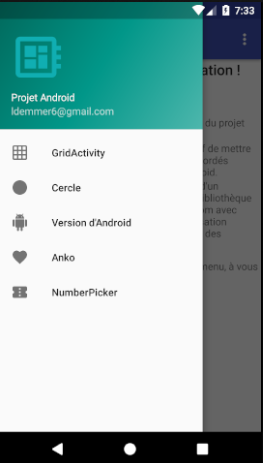 7:33
ation !
Projet Android
ldemmer6@gmail.com
du projet
GridActivity
de mettre
ordés
oid.
Cercle
d'un
bibliothèque
om avec
Version d'Android
ation
des
Anko
menu, à vous
NumberPicker